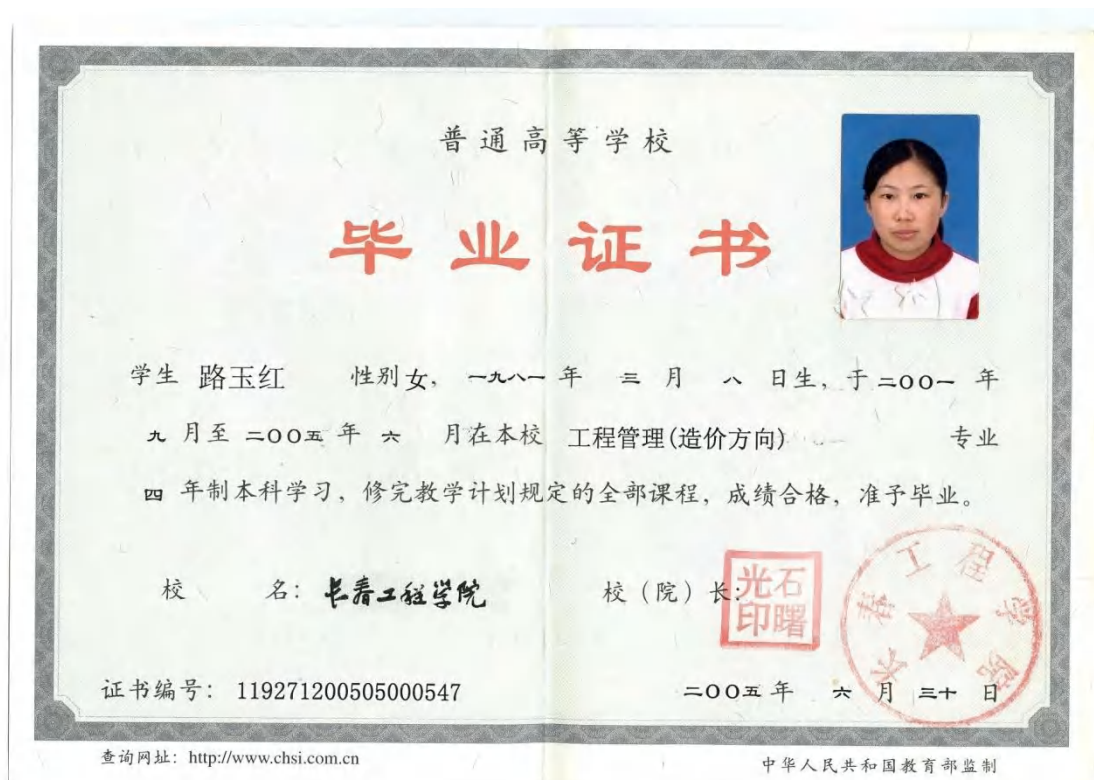 普通高等学校
毕业证书
学生 路玉红 性别女，一九八一年 三月 八日生，于二〇〇一年
九月至二〇〇五年 六 月在本校 工程管理(造价方向) 专业
四 年制本科学习，修完教学计划规定的全部课程，成绩合格，准予毕业。
校 名：长春工程学院 校（院）长：
石曙光印
长春工程学院
证书编号：119271200505000547 二〇〇五年 六月 三十日
查询网址：http://www.chsi.com.cn 中华人民共和国教育部监制